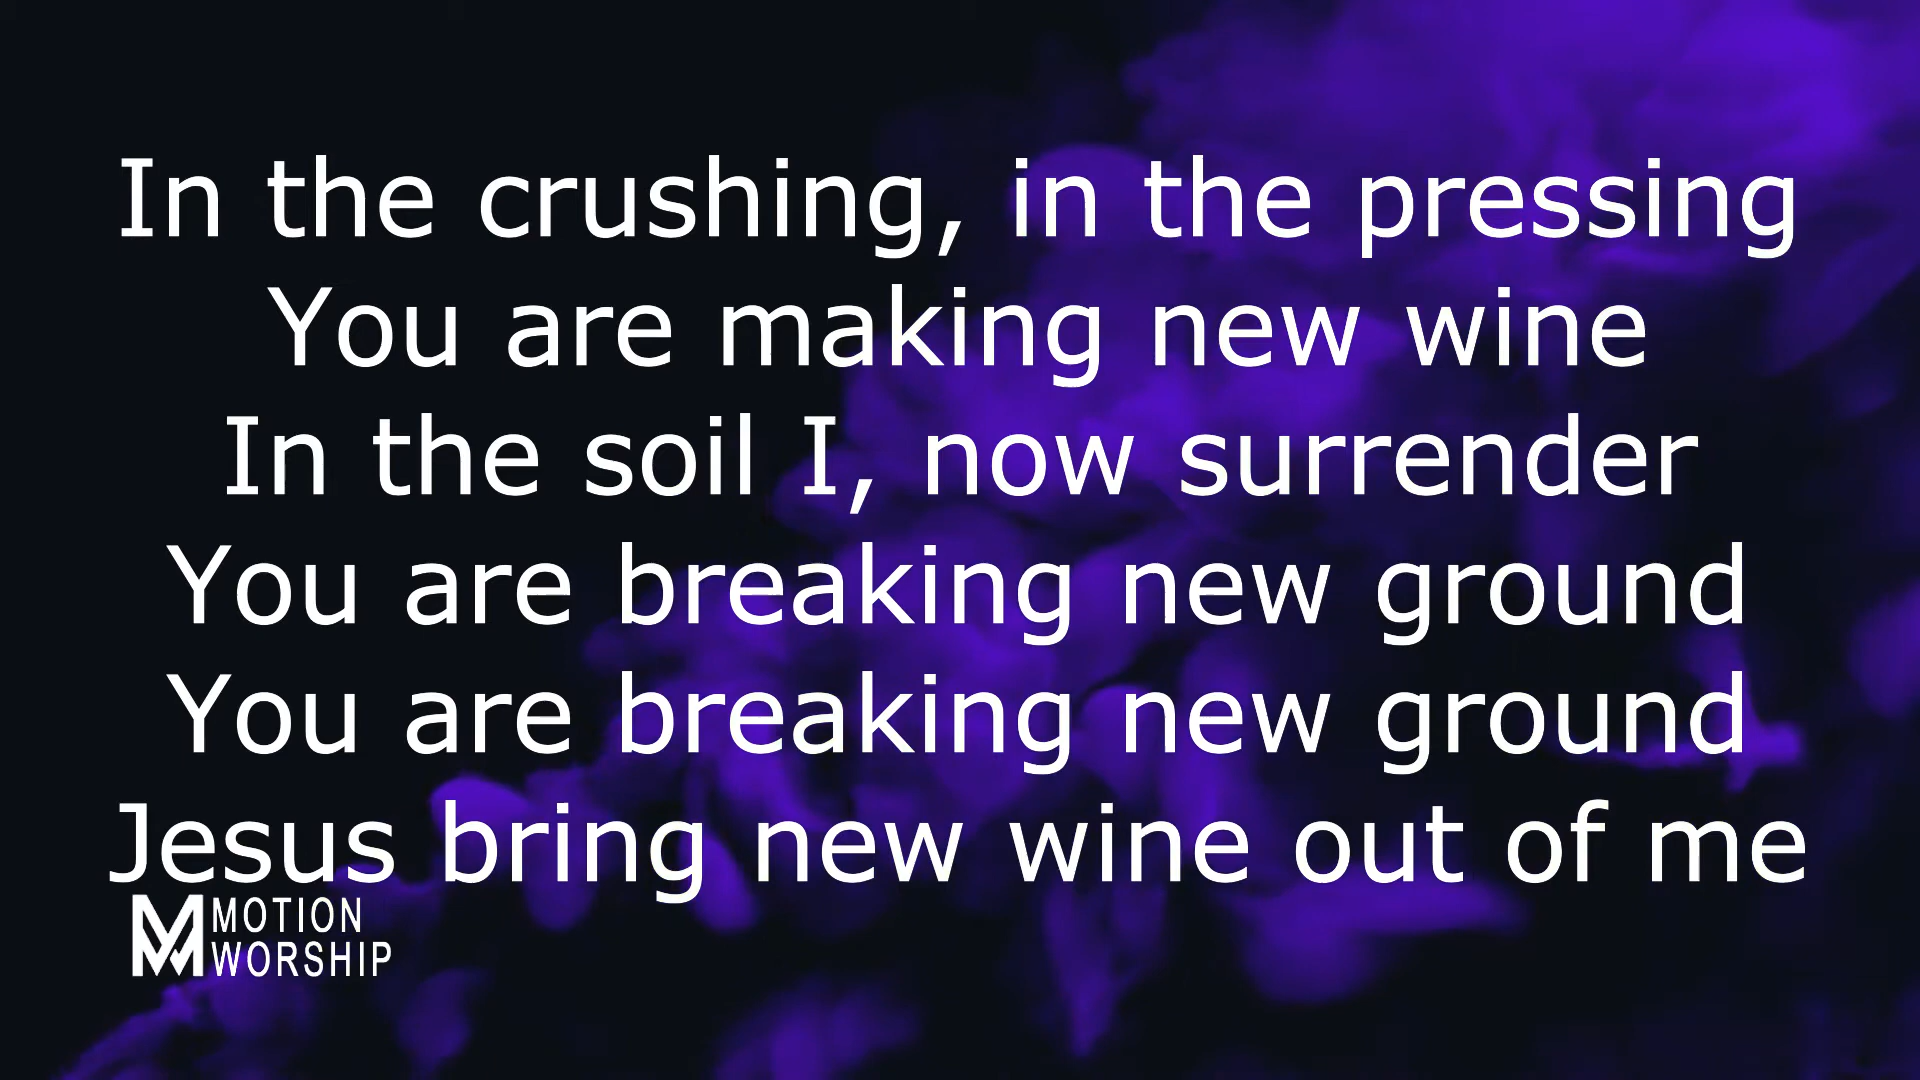 In the crushing, in the pressing
You are making new wine
In the soil I, now surrender
You are breaking new ground
You are breaking new ground
Jesus bring new wine out of me
MOTION
WORSHIP